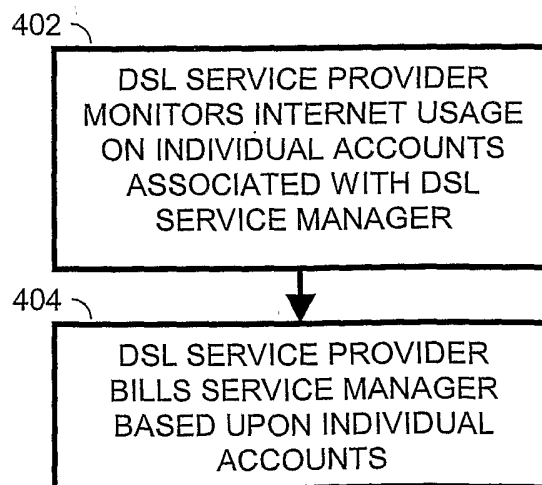 402
DSL SERVICE PROVIDER
MONITORS INTERNET USAGE
ON INDIVIDUAL ACCOUNTS
ASSOCIATED WITH DSL
SERVICE MANAGER
404
DSL SERVICE PROVIDER
BILLS SERVICE MANAGER
BASED UPON INDIVIDUAL
ACCOUNTS